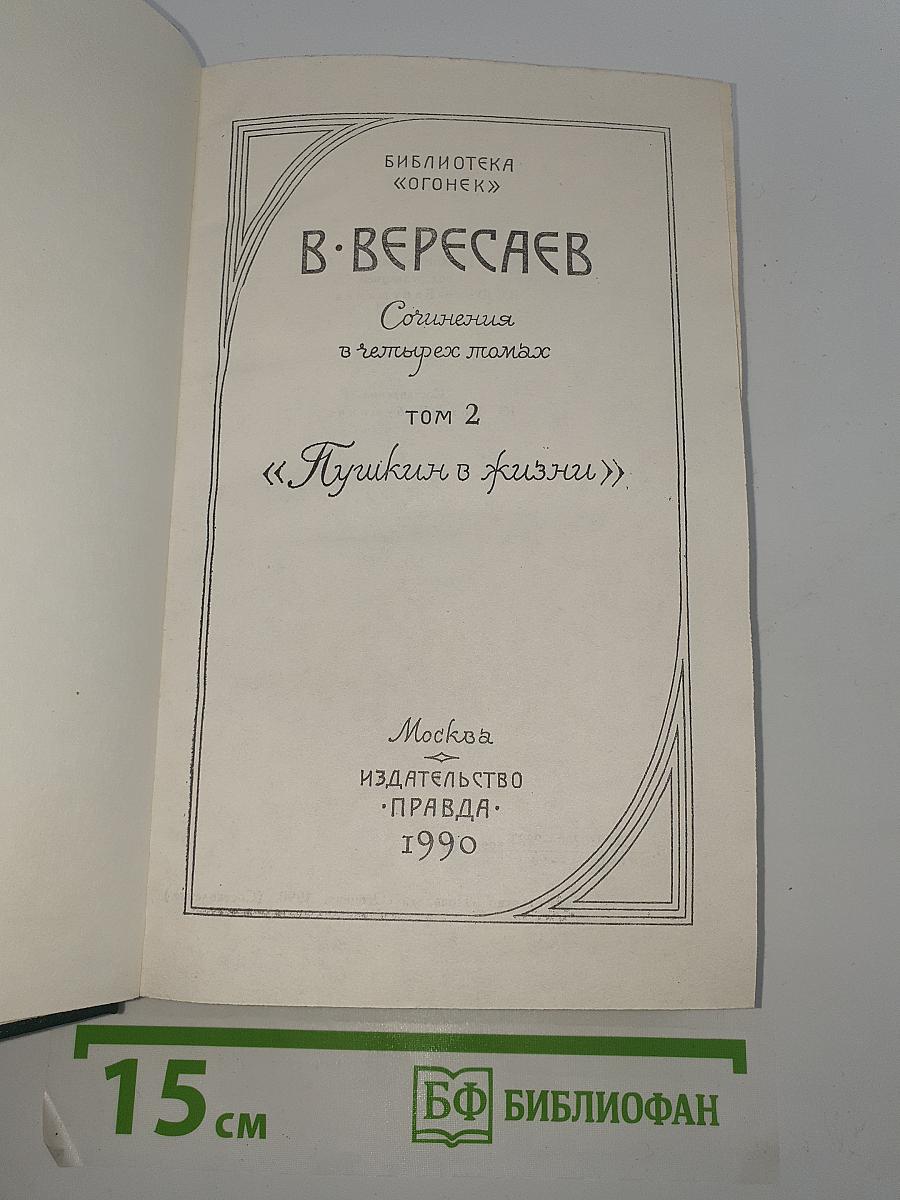 БИБЛИОТЕКА
«ОГОНЕК»
В·ВЕРЕСАЕВ
Сочинения
в четырех томах
ТОМ 2
«Пушкин в жизни»
Москва
ИЗДАТЕЛЬСТВО
·ПРАВДА·
1990
15 см
БФ БИБЛИОФАН